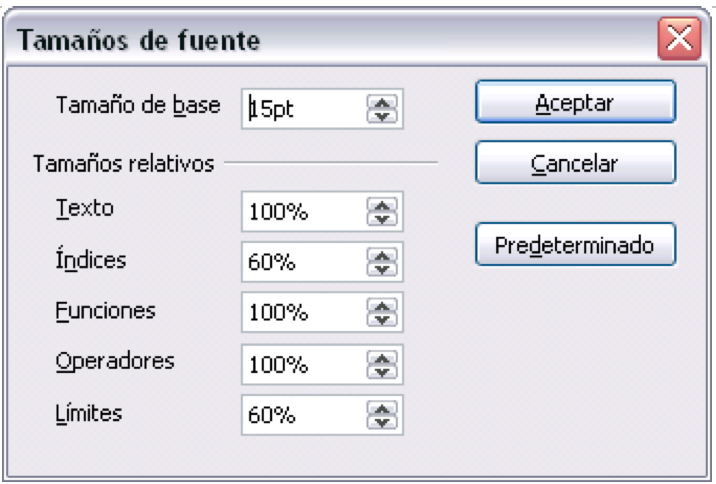 Tamaños de fuente
Tamaño de base 15pt Aceptar
Tamaños relativos Cancelar
Texto 100%
Predeterminado
Índices 60%
Funciones 100%
Operadores 100%
Límites 60%